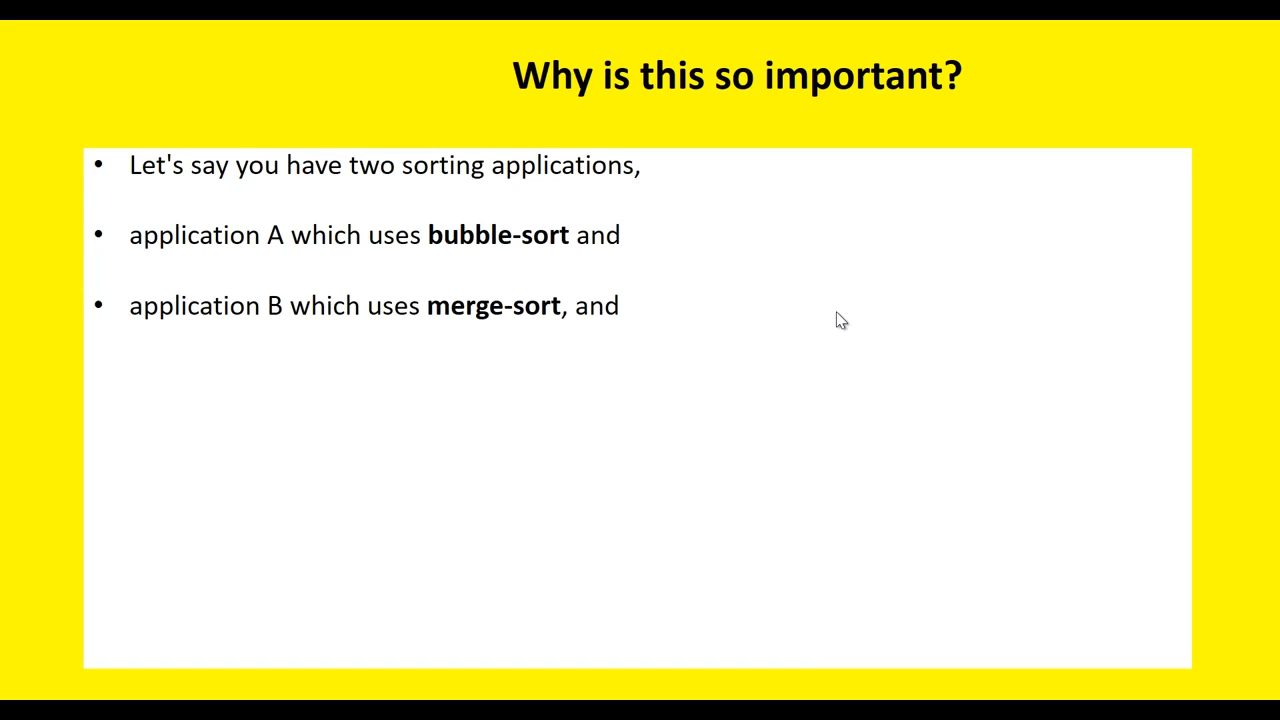 Why is this so important?
• Let's say you have two sorting applications,
• application A which uses bubble-sort and
• application B which uses merge-sort, and